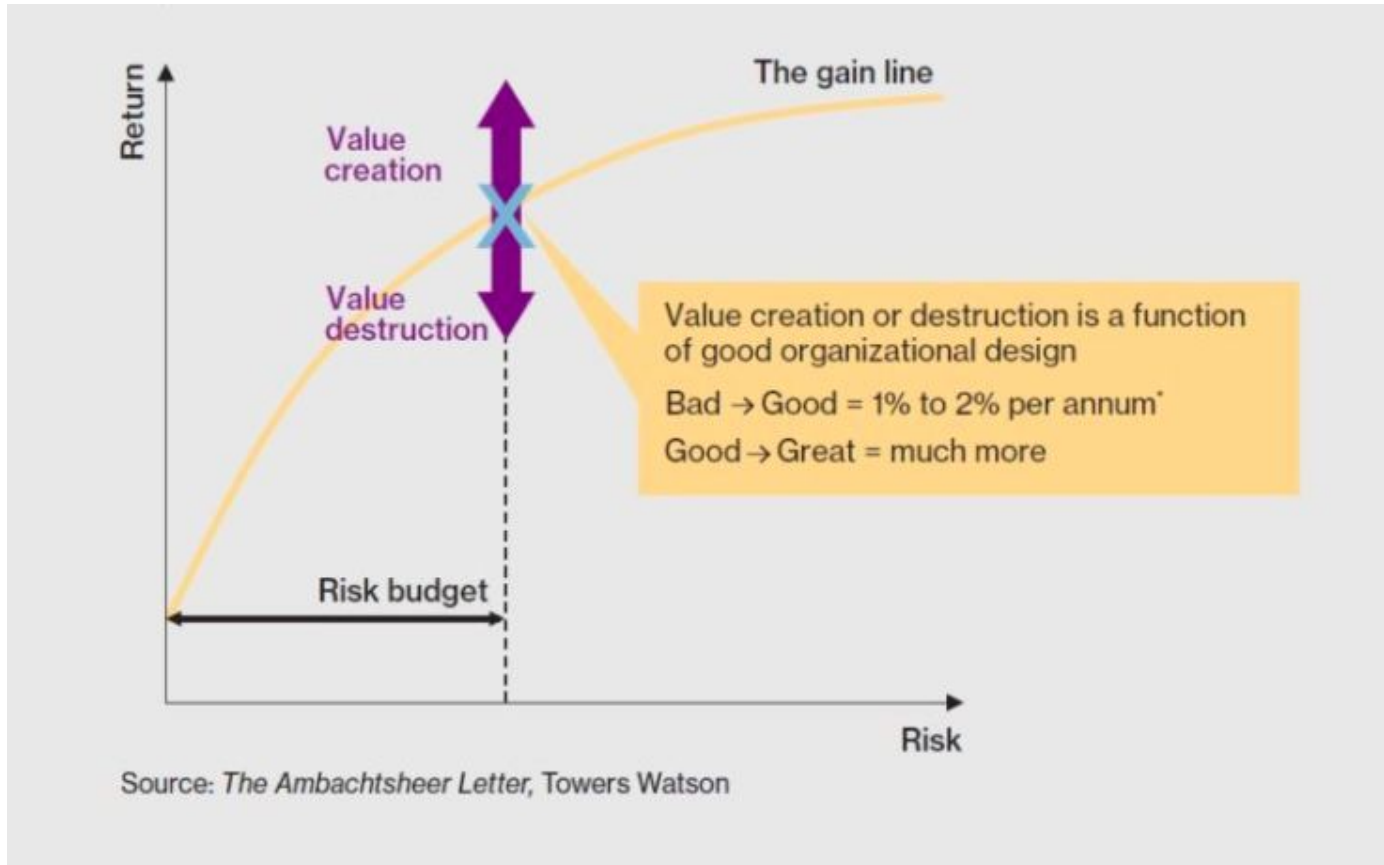 Return
The gain line
Value
creation
Value
destruction
Value creation or destruction is a function
of good organizational design
Bad → Good = 1% to 2% per annum*
Good → Great = much more
Risk budget
Risk
Source: The Ambachtsheer Letter, Towers Watson